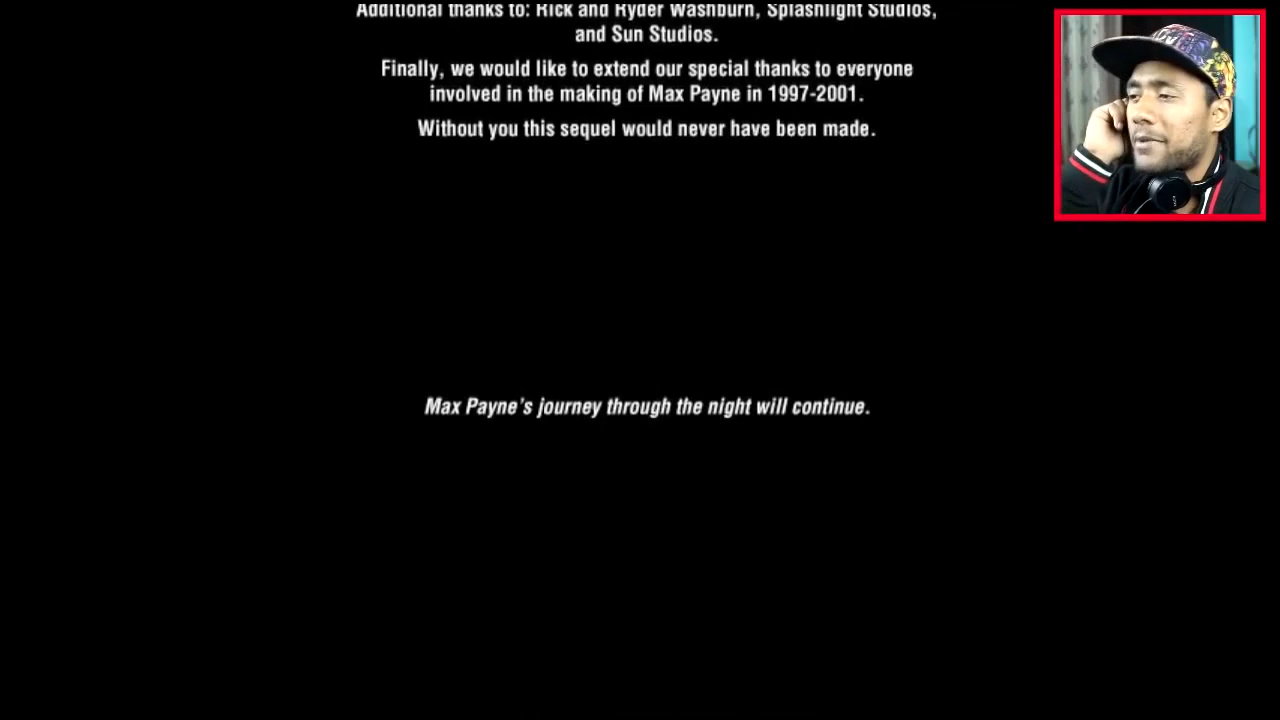 Additional thanks to: Rick and Ryder Washburn, Splashlight Studios,
and Sun Studios.
Finally, we would like to extend our special thanks to everyone
involved in the making of Max Payne in 1997-2001.
Without you this sequel would never have been made.
Max Payne's journey through the night will continue.